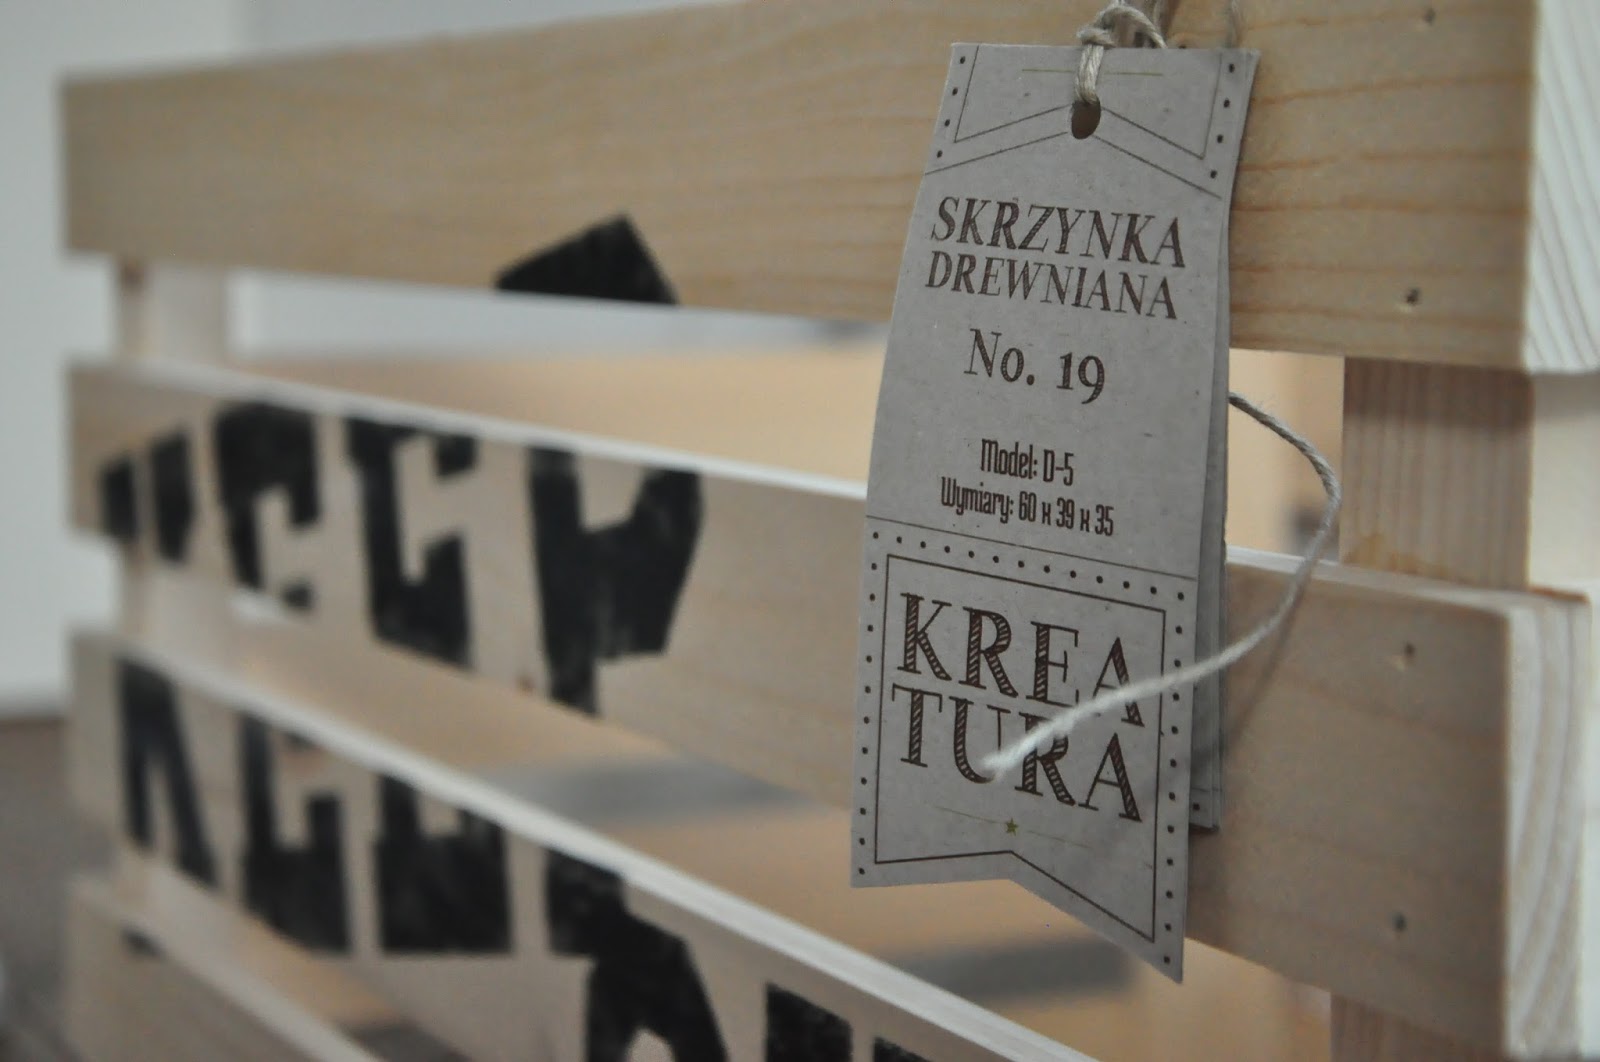 SKRZYNKA
DREWNIANA
No. 19
Model: D-5
Wymiary: 60 x 39 x 35
KREA
TURA